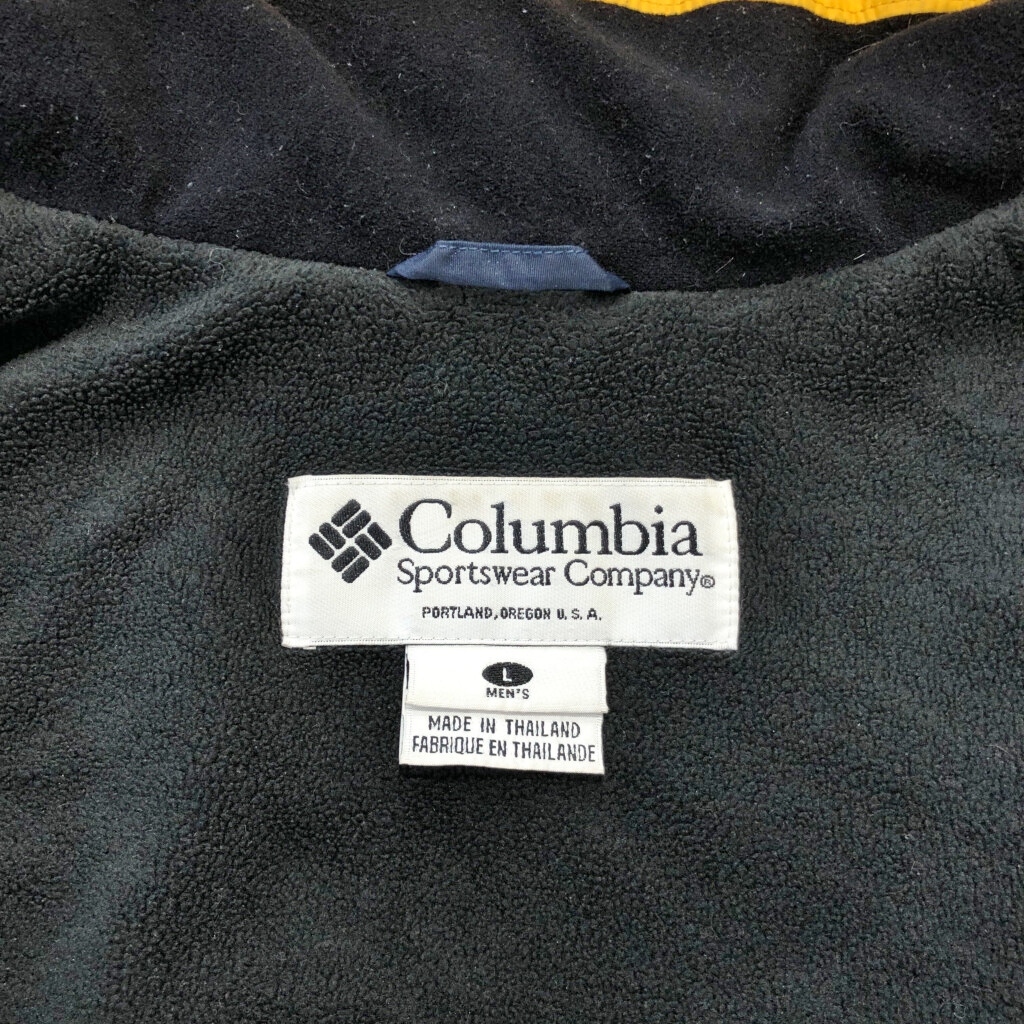 Columbia
Sportswear Company®
PORTLAND, OREGON U.S.A.
L
MEN'S
MADE IN THAILAND
FABRIQUE EN THAILANDE